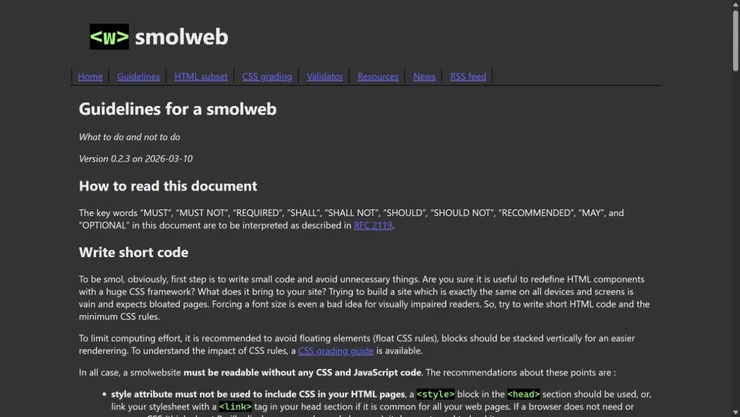 <w> smolweb
Home Guidelines HTML subset CSS grading Validator Resources News RSS feed
Guidelines for a smolweb
What to do and not to do
Version 0.2.3 on 2026-03-10
How to read this document
The key words “MUST”, “MUST NOT”, “REQUIRED”, “SHALL”, “SHALL NOT”, “SHOULD”, “SHOULD NOT”, “RECOMMENDED”, “MAY”, and
“OPTIONAL” in this document are to be interpreted as described in RFC 2119.
Write short code
To be smol, obviously, first step is to write small code and avoid unnecessary things. Are you sure it is useful to redefine HTML components
with a huge CSS framework? What does it bring to your site? Trying to build a site which is exactly the same on all devices and screens is
vain and expects bloated pages. Forcing a font size is even a bad idea for visually impaired readers. So, try to write short HTML code and the
minimum CSS rules.
To limit computing effort, it is recommended to avoid floating elements (float CSS rules), blocks should be stacked vertically for an easier
renderering. To understand the impact of CSS rules, a CSS grading guide is available.
In all case, a smolwebsite must be readable without any CSS and JavaScript code. The recommendations about these points are :
• style attribute must not be used to include CSS in your HTML pages, a <style> block in the <head> section should be used, or,
link your stylesheet with a <link> tag in your head section if it is common for all your web pages. If a browser does not need or